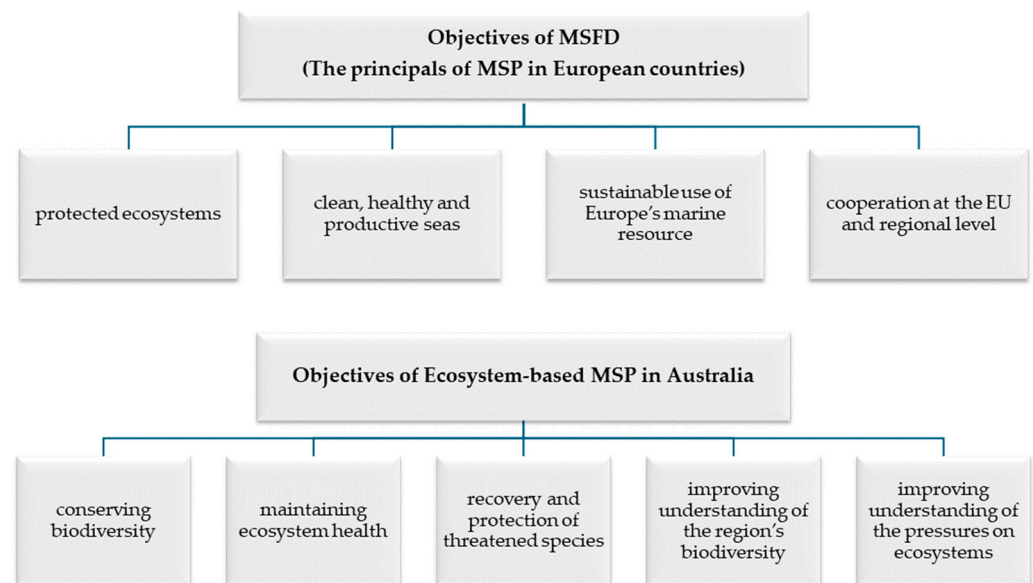 Objectives of MSFD
(The principals of MSP in European countries)
protected ecosystems
clean, healthy and
productive seas
sustainable use of
Europe's marine
resource
cooperation at the EU
and regional level
Objectives of Ecosystem-based MSP in Australia
conserving
biodiversity
maintaining
ecosystem health
recovery and
protection of
threatened species
improving
understanding of
the region's
biodiversity
improving
understanding of
the pressures on
ecosystems